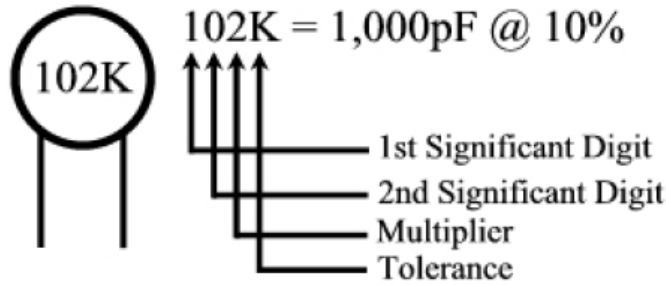 102K
102K = 1,000pF @ 10%
1st Significant Digit
2nd Significant Digit
Multiplier
Tolerance